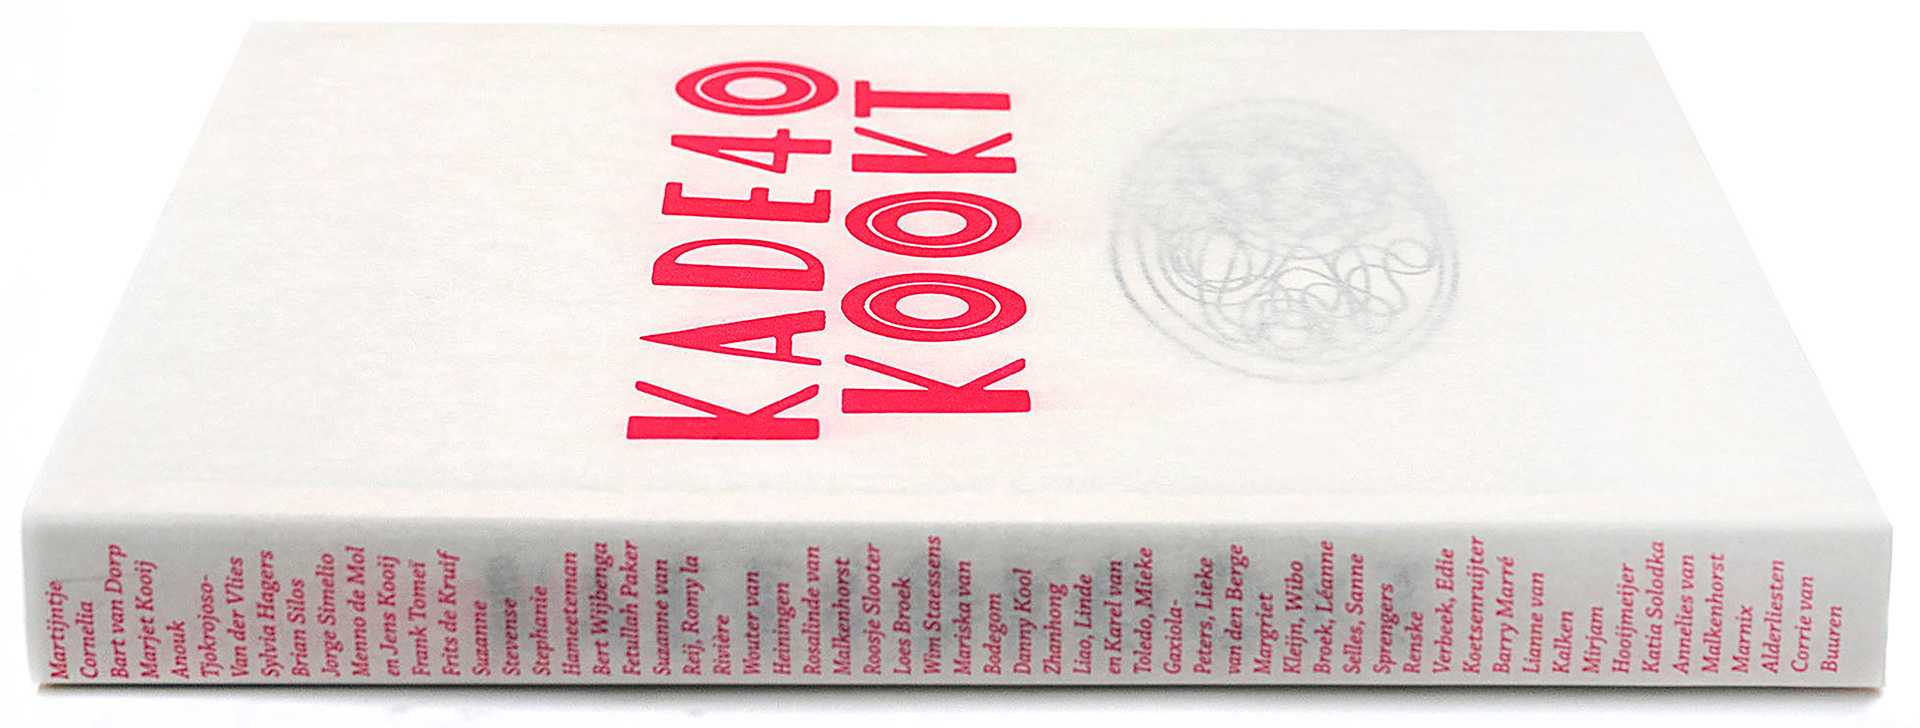 KADE40
KOOKT
Martijntje
Cornelia
Bart van Dorp
Marjet Kooij
Anouk
Tjokrojoso-
Van der Vlies
Sylvia Hagers
Brian Silos
Jorge Simelio
Menno de Mol
en Jens Kooij
Frank Tomeï
Frits de Kruif
Suzanne
Stevense
Stephanie
Hameeteman
Bert Wijbenga
Fetullah Paker
Suzanne van
Reij, Romy la
Rivière
Wouter van
Heiningen
Rosalinde van
Malkenhorst
Roosje Slooter
Loes Broek
Wim Staessens
Mariska van
Bodegom
Danny Kool
Zhanhong
Liao, Linde
en Karel van
Toledo, Mieke
Gaxiola-
Peters, Lieke
van den Berge
Margriet
Kleijn, Wibo
Broek, Léanne
Selles, Sanne
Sprengers
Renske
Verbeek, Edie
Koetsenruijter
Barry Marré
Lianne van
Kalken
Mirjam
Hooijmeijer
Katia Solodka
Annelies van
Malkenhorst
Marnix
Alderliesten
Corrie van
Buuren